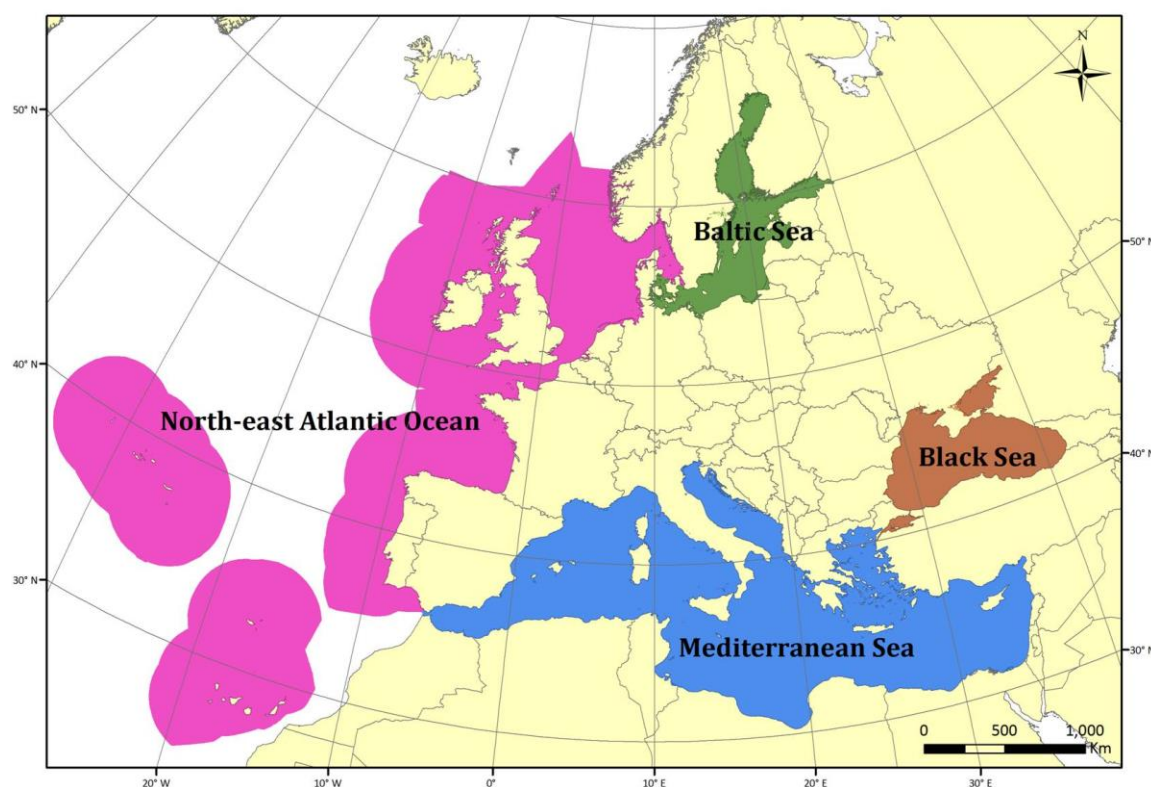 N
50° N
50° N
Baltic Sea
40° N
North-east Atlantic Ocean
40° N
Black Sea
30° N
Mediterranean Sea
30° N
0 500 1,000
Km
20° W 10° W 0° 10° E 20° E 30° E